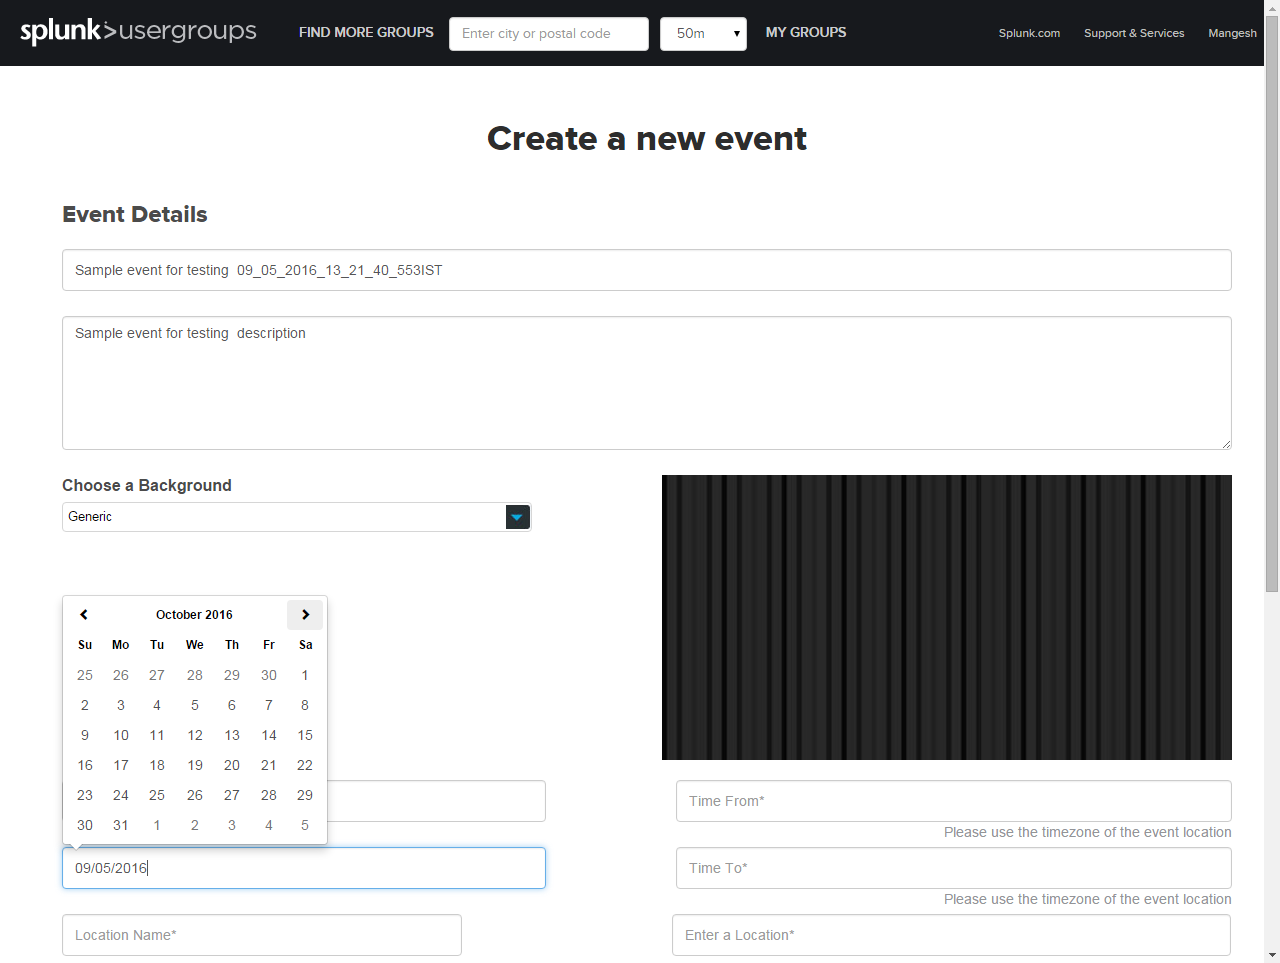 splunk>usergroups FIND MORE GROUPS Enter city or postal code 50m MY GROUPS Splunk.com Support & Services Mangesh
Create a new event
Event Details
Sample event for testing  09_05_2016_13_21_40_553IST
Sample event for testing  description
Choose a Background
Generic
October 2016
Su Mo Tu We Th Fr Sa
25 26 27 28 29 30 1
2 3 4 5 6 7 8
9 10 11 12 13 14 15
16 17 18 19 20 21 22
23 24 25 26 27 28 29
30 31 1 2 3 4 5
Time From*
Please use the timezone of the event location
09/05/2016 Time To*
Please use the timezone of the event location
Location Name* Enter a Location*